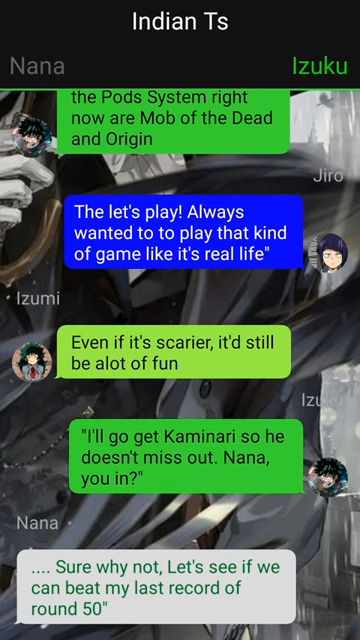 Indian Ts
Nana
Izuku
the Pods System right
now are Mob of the Dead
and Origin
Jiro
The let's play! Always
wanted to to play that kind
of game like it's real life"
Izumi
Even if it's scarier, it'd still
be alot of fun
"I'll go get Kaminari so he
doesn't miss out. Nana,
you in?"
Nana
.... Sure why not, Let's see if we
can beat my last record of
round 50"